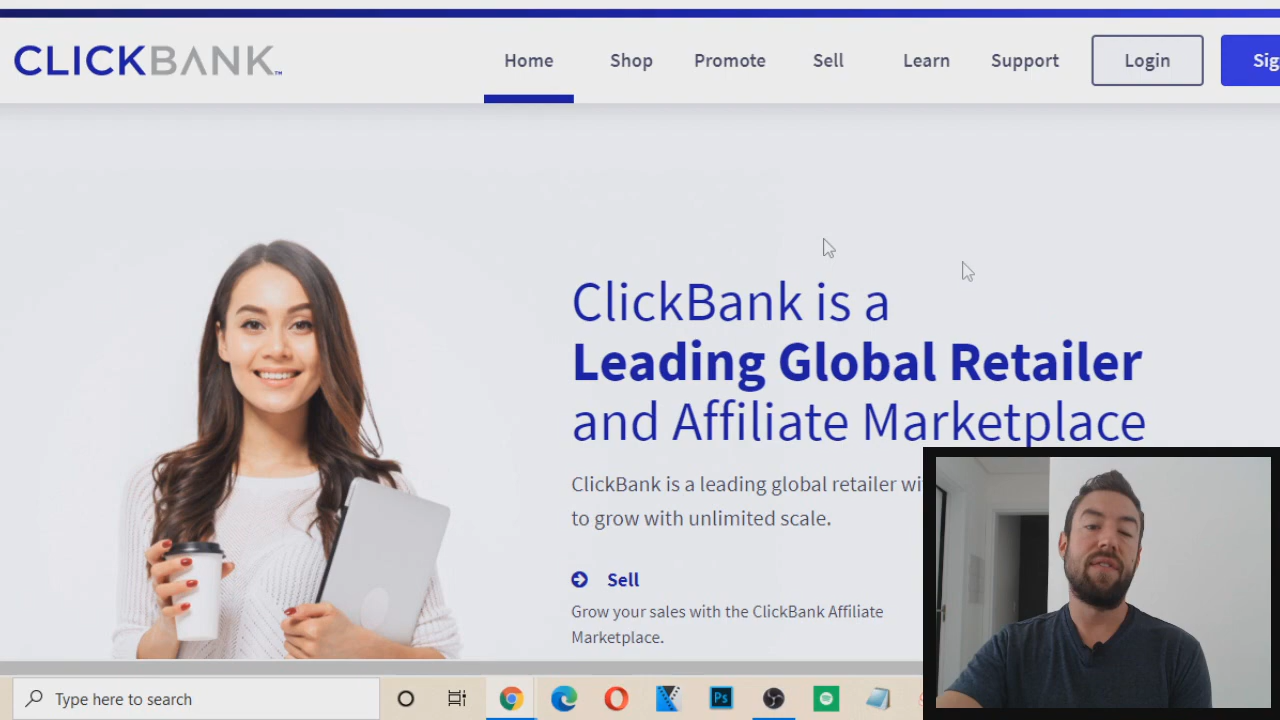 CLICKBANK™
Home Shop Promote Sell Learn Support Login
ClickBank is a
Leading Global Retailer
and Affiliate Marketplace
ClickBank is a leading global retailer
to grow with unlimited scale.
Sell
Grow your sales with the ClickBank Affiliate
Marketplace.
Type here to search
Ps